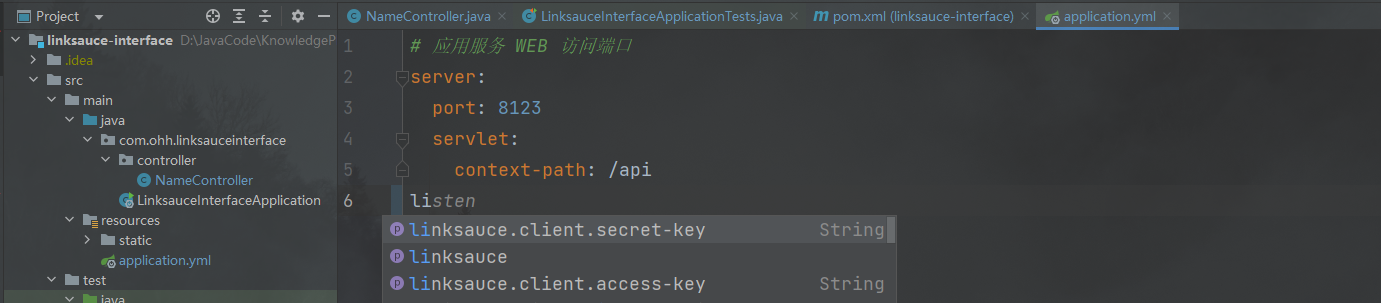 Project
NameController.java
LinksauceInterfaceApplicationTests.java
pom.xml (linksauce-interface)
application.yml
linksauce-interface D:\JavaCode\KnowledgeP
.idea
src
main
java
com.ohh.linksauceinterface
controller
NameController
LinksauceInterfaceApplication
resources
static
application.yml
test
java
1 # 应用服务 WEB 访问端口
2 server:
3 port: 8123
4 servlet:
5 context-path: /api
6 listen
linksauce.client.secret-key String
linksauce
linksauce.client.access-key String